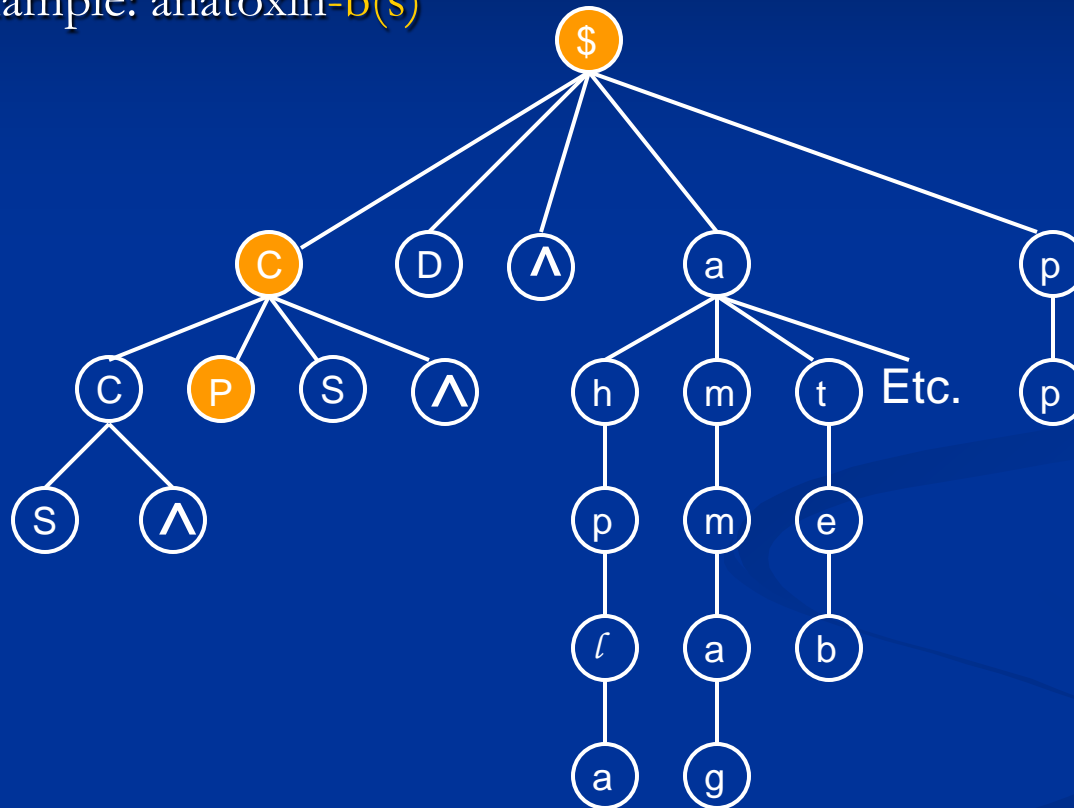 ample: anatoxin-b(s)
$
C D ^ a p
C P S ^ h m t Etc. p
S ^ p m e
l a b
a g